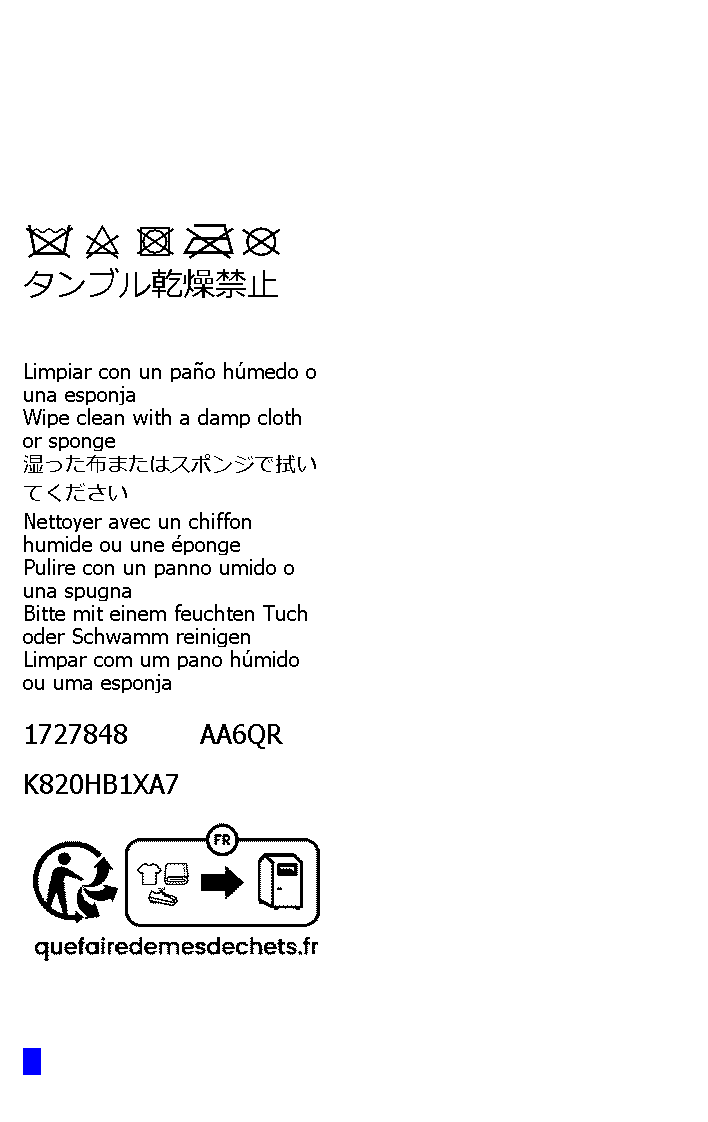 タンブル乾燥禁止
Limpiar con un paño húmedo o
una esponja
Wipe clean with a damp cloth
or sponge
湿った布またはスポンジで拭い
てください
Nettoyer avec un chiffon
humide ou une éponge
Pulire con un panno umido o
una spugna
Bitte mit einem feuchten Tuch
oder Schwamm reinigen
Limpar com um pano húmido
ou uma esponja
1727848 AA6QR
K820HB1XA7
FR
quefairedemesdechets.fr